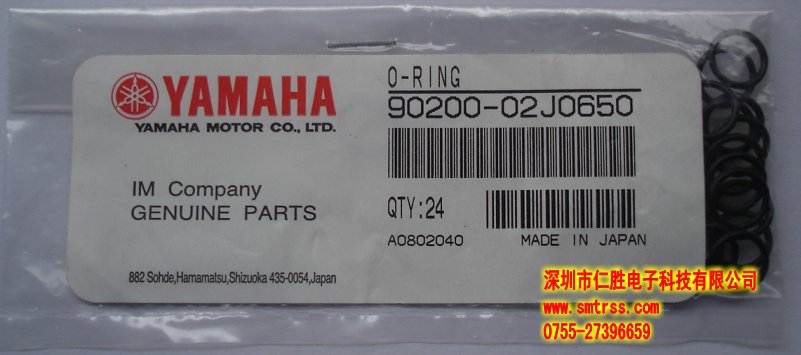 YAMAHA
YAMAHA MOTOR CO., LTD.
IM Company
GENUINE PARTS
882 Sohde,Hamamatsu,Shizuoka 435-0054,Japan
O-RING
90200-02J0650
QTY:24
A0802040 MADE IN JAPAN
深圳市仁胜电子科技有限公司
www.smtrss.com
0755-27396659